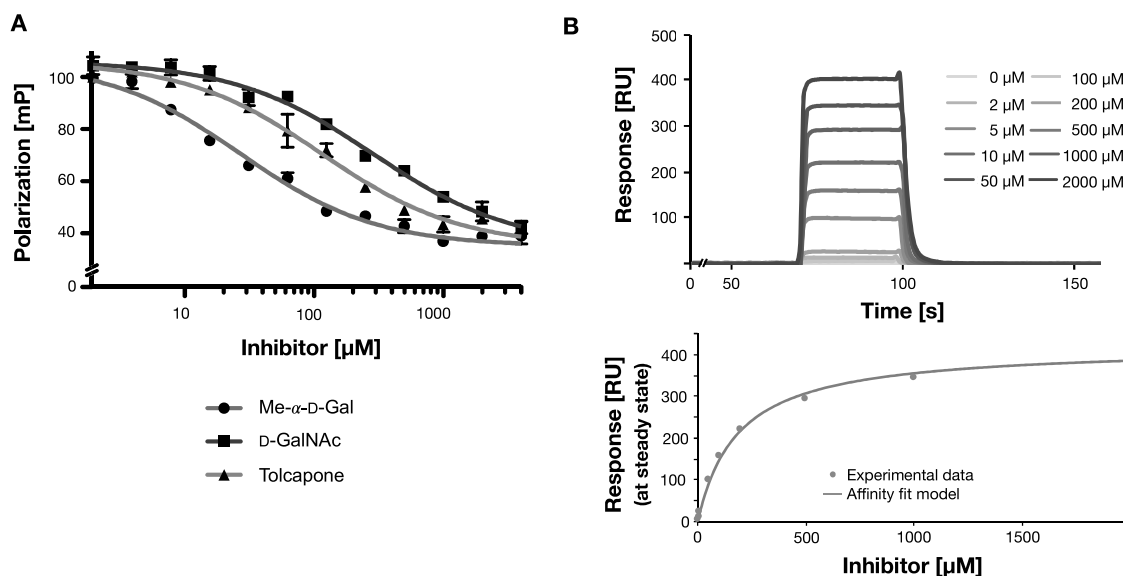 A
Polarization [mP]
100
80
60
40
0
10
100
1000
Inhibitor [µM]
Me-α-D-Gal
D-GalNAc
Tolcapone
B
Response [RU]
500
400
300
200
100
0 µM
100 µM
2 µM
200 µM
5 µM
500 µM
10 µM
1000 µM
50 µM
2000 µM
0
50
100
150
Time [s]
Response [RU]
(at steady state)
400
300
200
100
0
Experimental data
Affinity fit model
0
500
1000
1500
Inhibitor [µM]